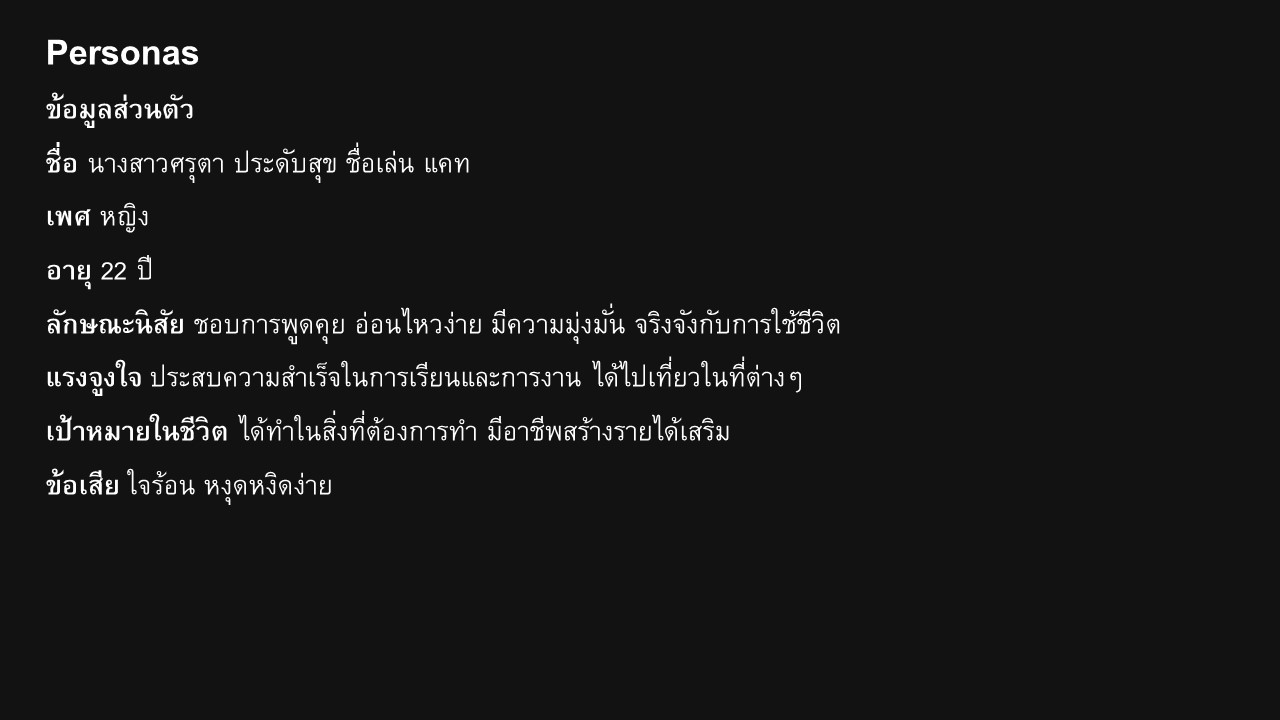 Personas
ข้อมูลส่วนตัว
ชื่อ นางสาวศรุตา ประดับสุข ชื่อเล่น แคท
เพศ หญิง
อายุ 22 ปี
ลักษณะนิสัย ชอบการพูดคุย อ่อนไหวง่าย มีความมุ่งมั่น จริงจังกับการใช้ชีวิต
แรงจูงใจ ประสบความสำเร็จในการเรียนและการงาน ได้ไปเที่ยวในที่ต่างๆ
เป้าหมายในชีวิต ได้ทำในสิ่งที่ต้องการทำ มีอาชีพสร้างรายได้เสริม
ข้อเสีย ใจร้อน หงุดหงิดง่าย